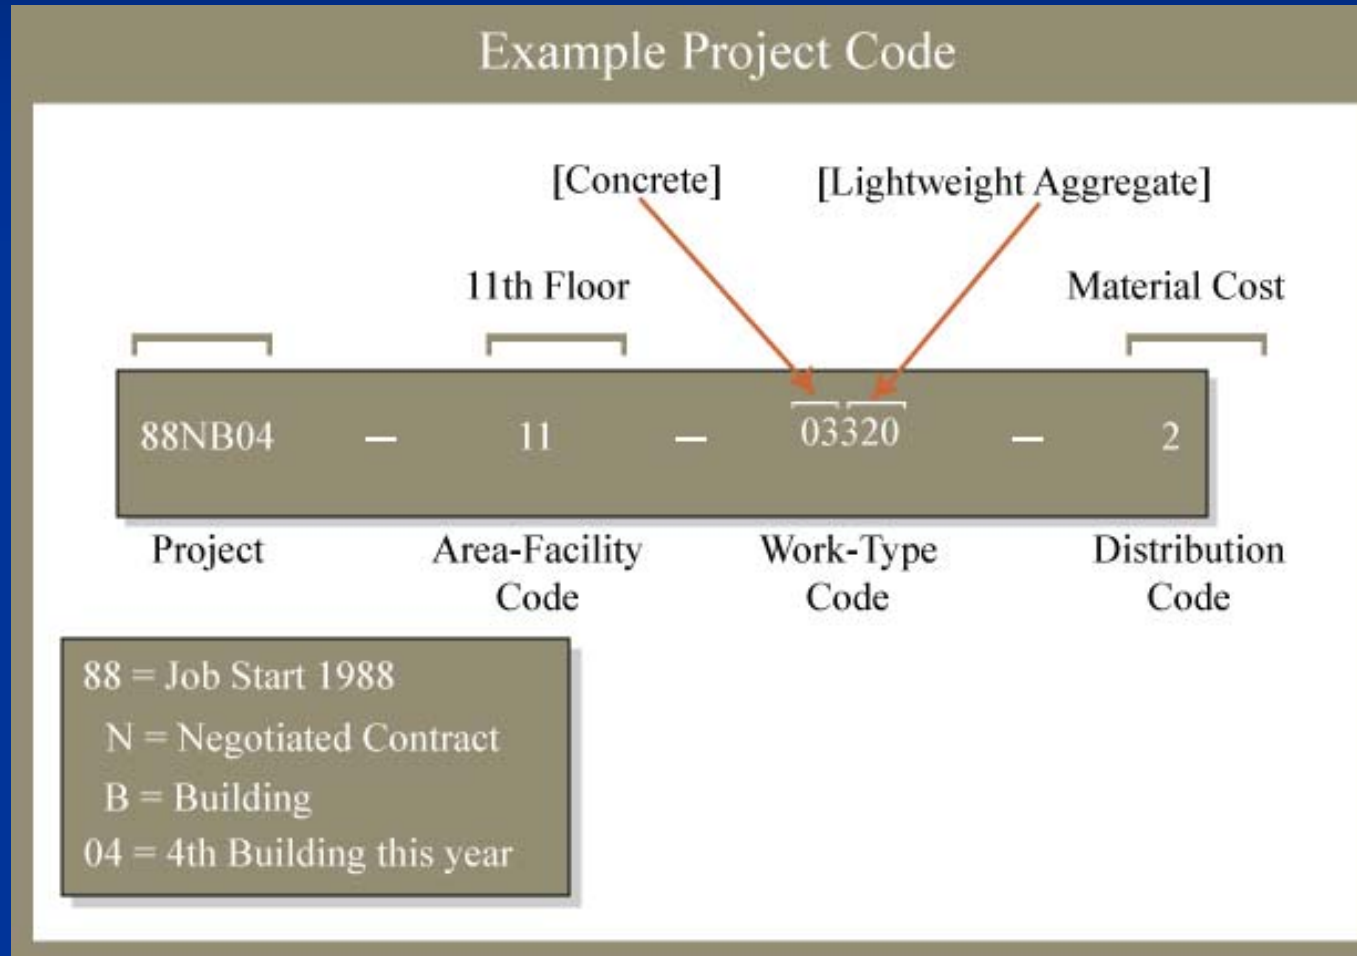 Example Project Code
[Concrete] [Lightweight Aggregate]
11th Floor Material Cost
88NB04 – 11 – 03320 – 2
Project Area-Facility Work-Type Distribution
Code Code Code
88 = Job Start 1988
N = Negotiated Contract
B = Building
04 = 4th Building this year